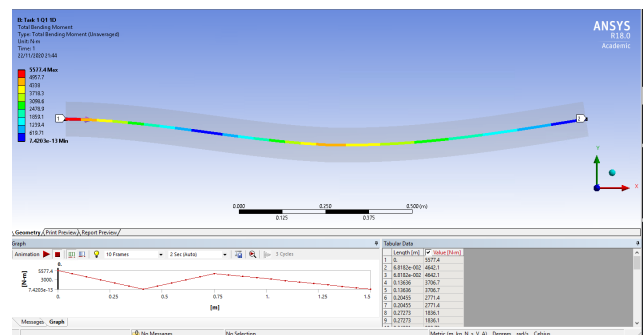 B: Task 1 Q1 1D
Total Bending Moment
Type: Total Bending Moment (Unaveraged)
Unit: N·m
Time: 1
22/11/2020 21:44
5577.4 Max
4957.7
4338
3718.3
3098.6
2478.9
1859.1
1239.4
619.71
7.4203e-13 Min
ANSYS
R18.0
Academic
1
2
Y
X
0.000
0.250
0.500 (m)
0.125
0.375
Geometry Print Preview Report Preview
Graph
Animation
10 Frames
2 Sec (Auto)
3 Cycles
0.
5577.4
3000.
7.4203e-13
[N·m]
0.
0.25
0.5
0.75
1.
1.25
1.5
[m]
Messages Graph
Tabular Data
Length [m] Value [N·m]
1 0. 5577.4
2 6.8182e-002 4642.1
3 0.13636 3706.7
4 0.13636 3706.7
5 0.20455 2771.4
6 0.20455 2771.4
7 0.27273 1836.1
8 0.27273 1836.1
No Messages
No Selection
Metric (m, kg, N, s, V, A) Degrees rad/s Celsius